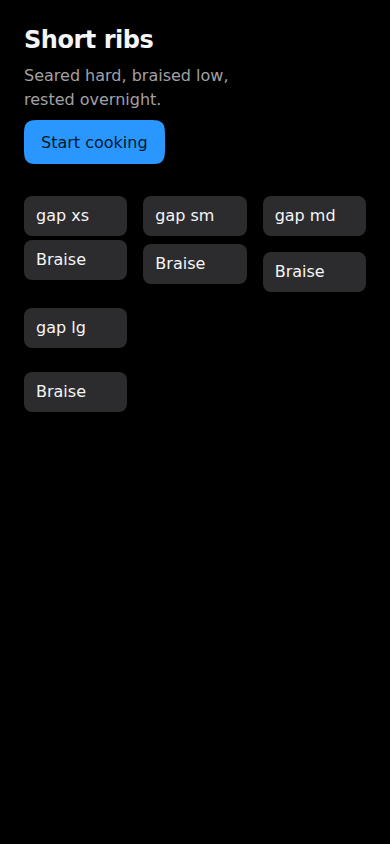 Short ribs
Seared hard, braised low,
rested overnight.
Start cooking
gap xs
gap sm
gap md
Braise
Braise
Braise
gap lg
Braise